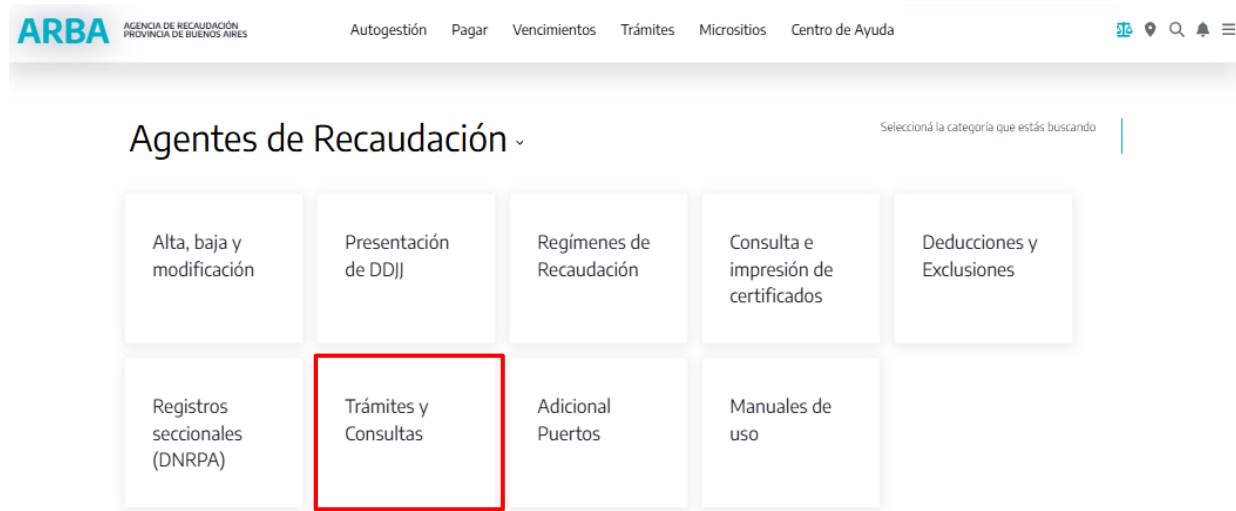 ARBA
AGENCIA DE RECAUDACIÓN
PROVINCIA DE BUENOS AIRES
Autogestión
Pagar
Vencimientos
Trámites
Micrositios
Centro de Ayuda
Agentes de Recaudación
Seleccioná la categoría que estás buscando
Alta, baja y
modificación
Presentación
de DDJJ
Regímenes de
Recaudación
Consulta e
impresión de
certificados
Deducciones y
Exclusiones
Registros
seccionales
(DNRPA)
Trámites y
Consultas
Adicional
Puertos
Manuales de
uso